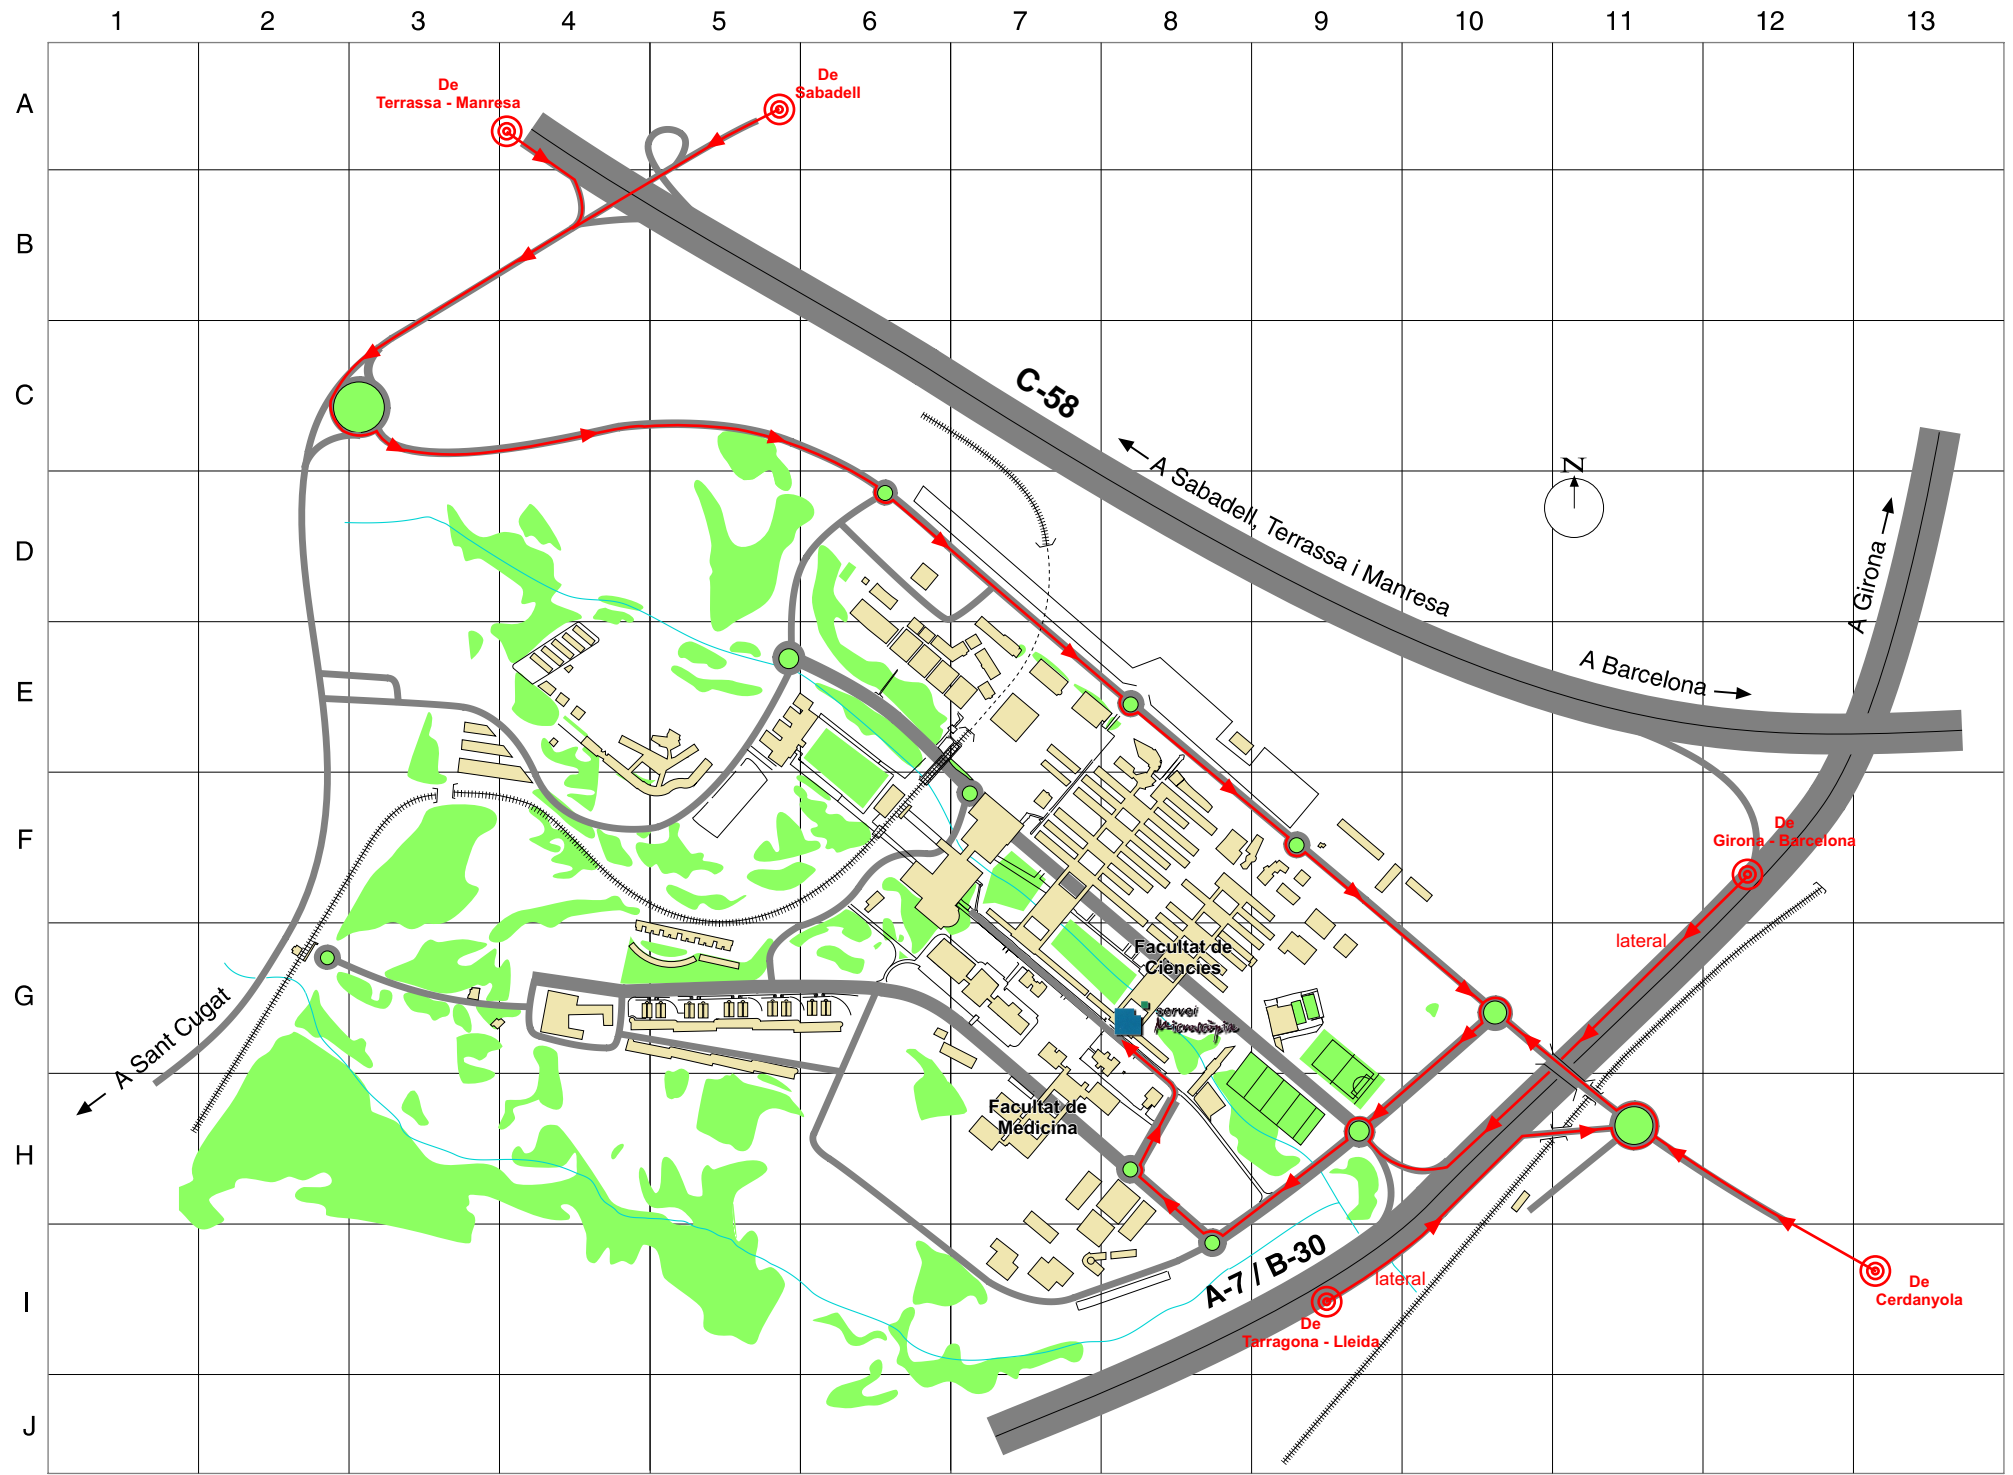 1 2 3 4 5 6 7 8 9 10 11 12 13
A
B
C
D
E
F
G
H
I
J
De
Terrassa - Manresa
De
Sabadell
C-58
A Sabadell, Terrassa i Manresa
N
A Girona
A Barcelona
De
Girona - Barcelona
lateral
Facultat de
Ciències
servei
Microscòpia
A Sant Cugat
Facultat de
Medicina
A-7 / B-30
lateral
De
Tarragona - Lleida
De
Cerdanyola